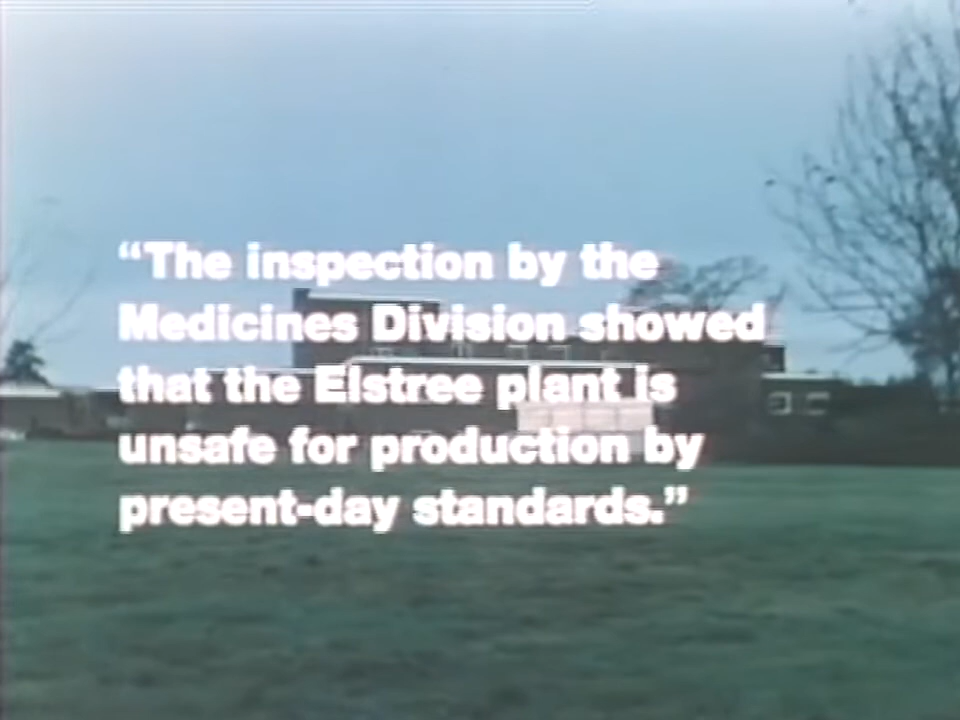 “The inspection by the
Medicines Division showed
that the Elstree plant is
unsafe for production by
present-day standards.”